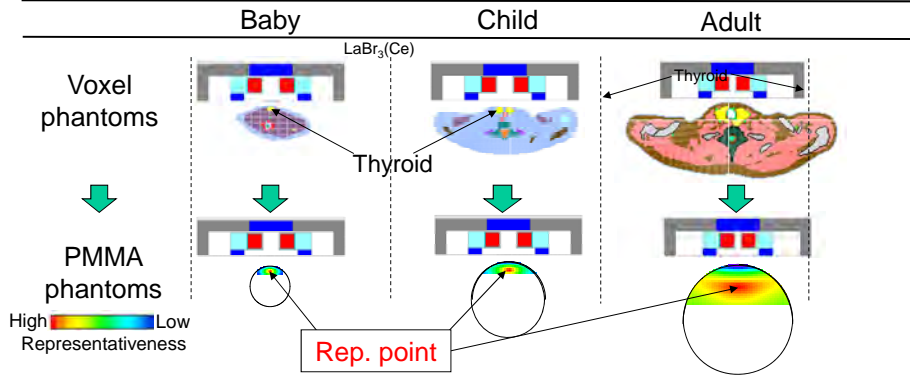 Baby Child Adult
LaBr₃(Ce)
Thyroid
Voxel
phantoms
Thyroid
PMMA
phantoms
High Low
Representativeness
Rep. point